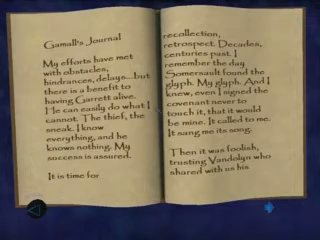 Gamall's Journal
My efforts have met
with obstacles,
hindrances, delays...but
there is a benefit to
having Garrett alive.
He can easily do what I
cannot. The thief, the
sneak. I know
everything, and he
knows nothing. My
success is assured.
It is time for
recollection,
retrospect. Decades,
centuries past. I
remember the day
Somersault found the
glyph. My glyph. And I
knew, even I signed the
covenant never to
touch it, that it would
be mine. It called to me.
It sang me its song.
Then it was foolish,
trusting Vandolyn who
shared with us his